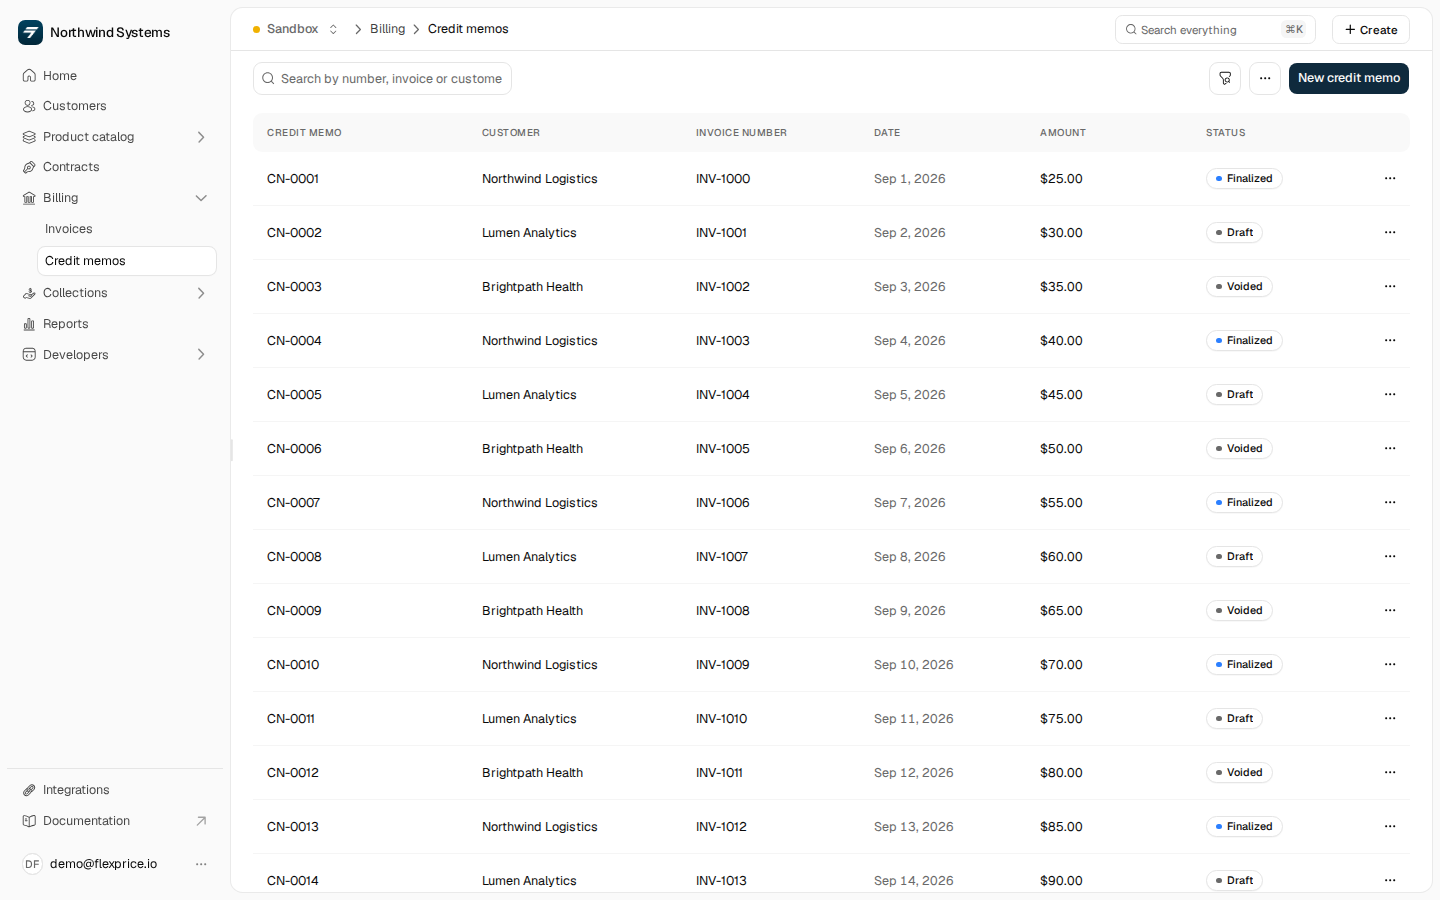 Northwind Systems
Home
Customers
Product catalog
Contracts
Billing
Invoices
Credit memos
Collections
Reports
Developers
Integrations
Documentation
DF demo@flexprice.io
Sandbox Billing Credit memos
Search everything ⌘K
Create
Search by number, invoice or custome
New credit memo
CREDIT MEMO CUSTOMER INVOICE NUMBER DATE AMOUNT STATUS
CN-0001 Northwind Logistics INV-1000 Sep 1, 2026 $25.00 Finalized
CN-0002 Lumen Analytics INV-1001 Sep 2, 2026 $30.00 Draft
CN-0003 Brightpath Health INV-1002 Sep 3, 2026 $35.00 Voided
CN-0004 Northwind Logistics INV-1003 Sep 4, 2026 $40.00 Finalized
CN-0005 Lumen Analytics INV-1004 Sep 5, 2026 $45.00 Draft
CN-0006 Brightpath Health INV-1005 Sep 6, 2026 $50.00 Voided
CN-0007 Northwind Logistics INV-1006 Sep 7, 2026 $55.00 Finalized
CN-0008 Lumen Analytics INV-1007 Sep 8, 2026 $60.00 Draft
CN-0009 Brightpath Health INV-1008 Sep 9, 2026 $65.00 Voided
CN-0010 Northwind Logistics INV-1009 Sep 10, 2026 $70.00 Finalized
CN-0011 Lumen Analytics INV-1010 Sep 11, 2026 $75.00 Draft
CN-0012 Brightpath Health INV-1011 Sep 12, 2026 $80.00 Voided
CN-0013 Northwind Logistics INV-1012 Sep 13, 2026 $85.00 Finalized
CN-0014 Lumen Analytics INV-1013 Sep 14, 2026 $90.00 Draft